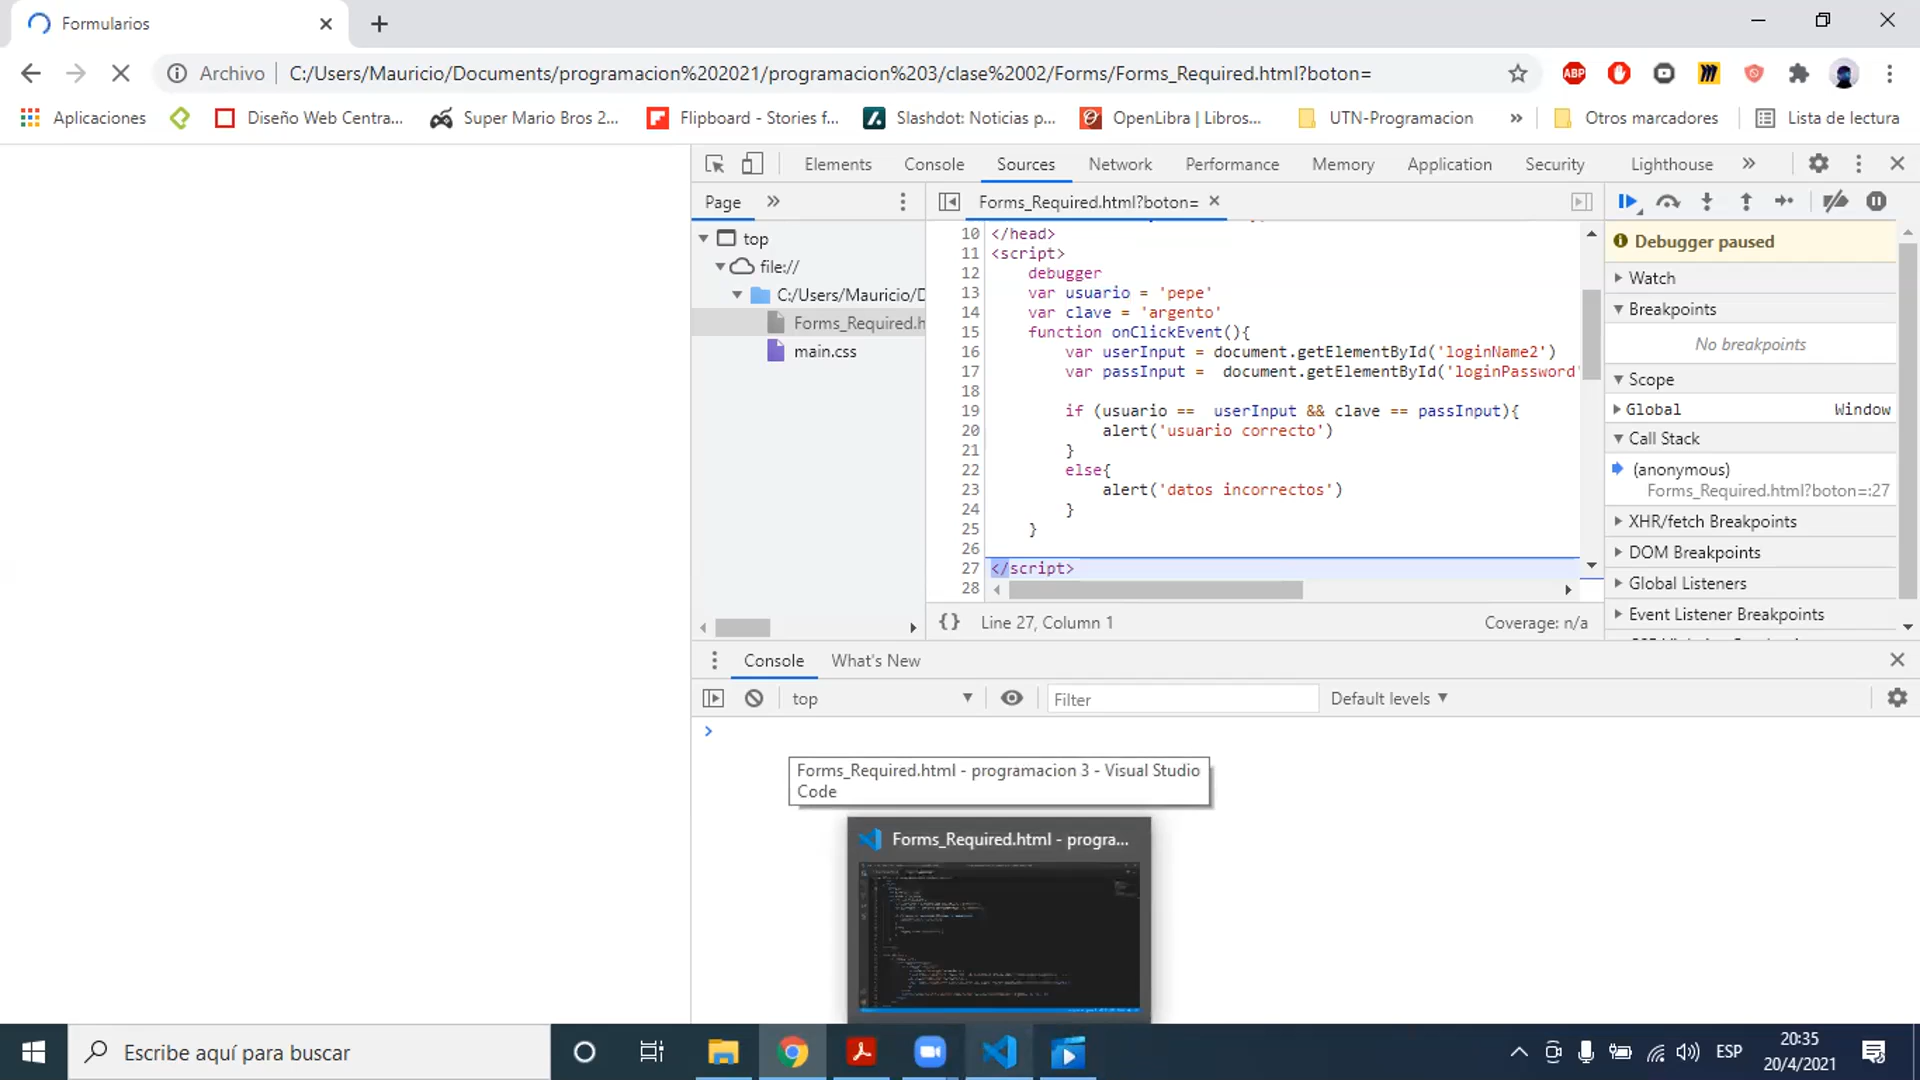 Formularios
Archivo
C:/Users/Mauricio/Documents/programacion%202021/programacion%203/clase%2002/Forms/Forms_Required.html?boton=
ABP
Aplicaciones
Diseño Web Centra...
Super Mario Bros 2...
Flipboard - Stories f...
Slashdot: Noticias p...
OpenLibra | Libros...
UTN-Programacion
»
Otros marcadores
Lista de lectura
Elements
Console
Sources
Network
Performance
Memory
Application
Security
Lighthouse
»
Page
»
Forms_Required.html?boton=
top
file://
C:/Users/Mauricio/D
Forms_Required.h
main.css
10 </head>
11 <script>
12 debugger
13 var usuario = 'pepe'
14 var clave = 'argento'
15 function onClickEvent(){
16 var userInput = document.getElementById('loginName2')
17 var passInput =  document.getElementById('loginPassword'
18
19 if (usuario ==  userInput && clave == passInput){
20 alert('usuario correcto')
21 }
22 else{
23 alert('datos incorrectos')
24 }
25 }
26
27 </script>
28
{} Line 27, Column 1
Coverage: n/a
Debugger paused
Watch
Breakpoints
No breakpoints
Scope
Global Window
Call Stack
(anonymous)
Forms_Required.html?boton=:27
XHR/fetch Breakpoints
DOM Breakpoints
Global Listeners
Event Listener Breakpoints
Console
What's New
top
Filter
Default levels
Forms_Required.html - programacion 3 - Visual Studio
Code
Forms_Required.html - progra...
Escribe aquí para buscar
ESP
20:35
20/4/2021